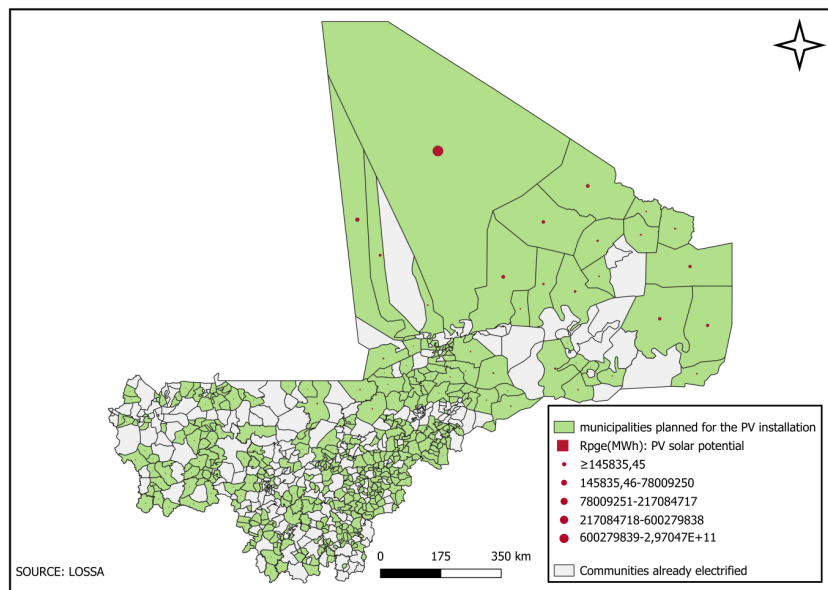 municipalities planned for the PV installation
Rpge(MWh): PV solar potential
≥145835,45
145835,46-78009250
78009251-217084717
217084718-600279838
600279839-2,97047E+11
Communities already electrified
0 175 350 km
SOURCE: LOSSA